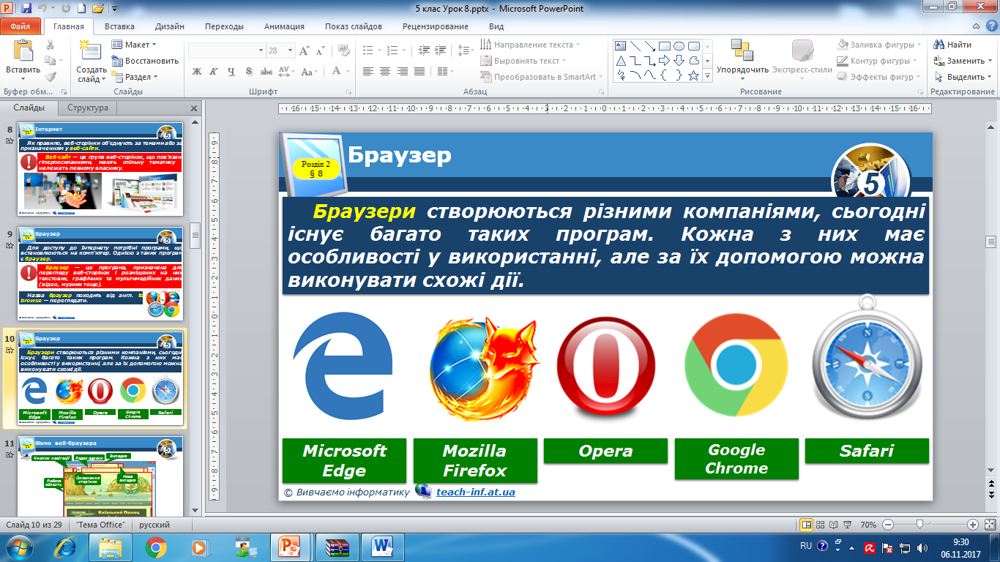 5 клас Урок 8.pptx - Microsoft PowerPoint
Файл Главная Вставка Дизайн Переходы Анимация Показ слайдов Рецензирование Вид
Вставить
Буфер обм...
Создать слайд
Макет
Восстановить
Раздел
Слайды
28
Ж К Ч S abc AV Aa А
Шрифт
Направление текста
Выровнять текст
Преобразовать в SmartArt
Абзац
Упорядочить
Экспресс-стили
Заливка фигуры
Контур фигуры
Эффекты фигур
Рисование
Найти
Заменить
Выделить
Редактирование
Слайды Структура
8
Інтернет
Як правило, веб-сторінки об'єднують за темами або за
призначенням у веб-сайти.
Веб-сайт — це група веб-сторінок, що пов'язані
гіперпосиланнями, мають спільну тематику і
належать певному власнику.
9
Браузер
Для доступу до Інтернету потрібні програми, що
встановлюються на комп'ютер. Однією з таких програм
є браузер.
Браузер — це програма, призначена для
перегляду веб-сторінок і розміщених на них
текстових, графічних та мультимедійних даних
(відео, музики тощо).
Назва браузер походить від англ. to
browse — переглядати.
10
Браузер
Браузери створюються різними компаніями, сьогодні
існує багато таких програм. Кожна з них має
особливості у використанні, але за їх допомогою можна
виконувати схожі дії.
Microsoft Edge
Mozilla Firefox
Opera
Google Chrome
Safari
11
Вікно веб-браузера
Кнопки навігації
Рядок адреси
Вкладка
Робоча область
Оновлення сторінки
Нова вкладка
Розділ 2
§ 8
Браузер
5
Браузери створюються різними компаніями, сьогодні
існує багато таких програм. Кожна з них має
особливості у використанні, але за їх допомогою можна
виконувати схожі дії.
Microsoft
Edge
Mozilla
Firefox
Opera
Google
Chrome
Safari
© Вивчаємо інформатику teach-inf.at.ua
Слайд 10 из 29 "Тема Office" русский 70%
RU 9:30
06.11.2017